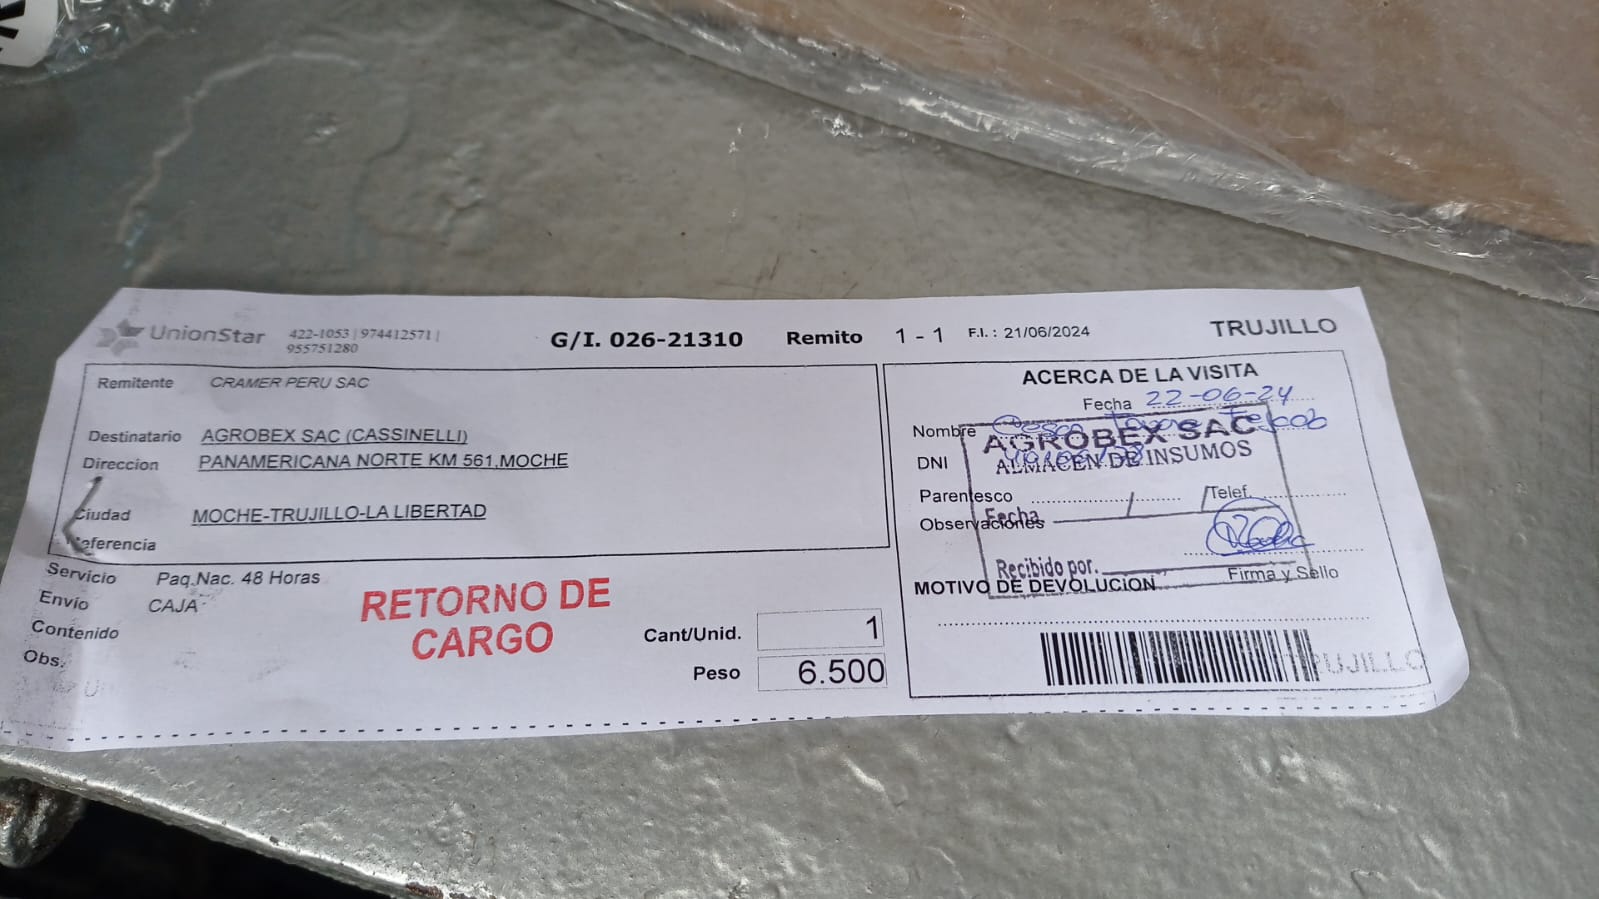 UnionStar 422-1053 | 974412571 |
955751280
G/I. 026-21310 Remito 1 - 1 F.I. : 21/06/2024 TRUJILLO
Remitente CRAMER PERU SAC
Destinatario AGROBEX SAC (CASSINELLI)
Direccion PANAMERICANA NORTE KM 561,MOCHE
Ciudad MOCHE-TRUJILLO-LA LIBERTAD
Referencia
Servicio Paq.Nac. 48 Horas
Envío CAJA
Contenido
Obs.
RETORNO DE
CARGO
Cant/Unid. 1
Peso 6.500
ACERCA DE LA VISITA
Fecha 22-06-24
Nombre
AGROBEX SAC
DNI
ALMACEN DE INSUMOS
Parentesco Telef.
Observaciones
Fecha
Recibido por.
Firma y Sello
MOTIVO DE DEVOLUCION
TRUJILLO